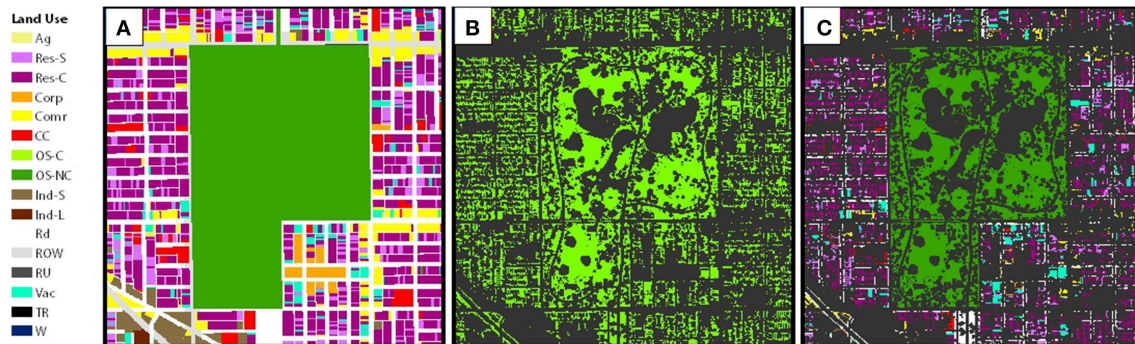 Land Use
Ag
Res-S
Res-C
Corp
Comr
CC
OS-C
OS-NC
Ind-S
Ind-L
Rd
ROW
RU
Vac
TR
W
A
B
C